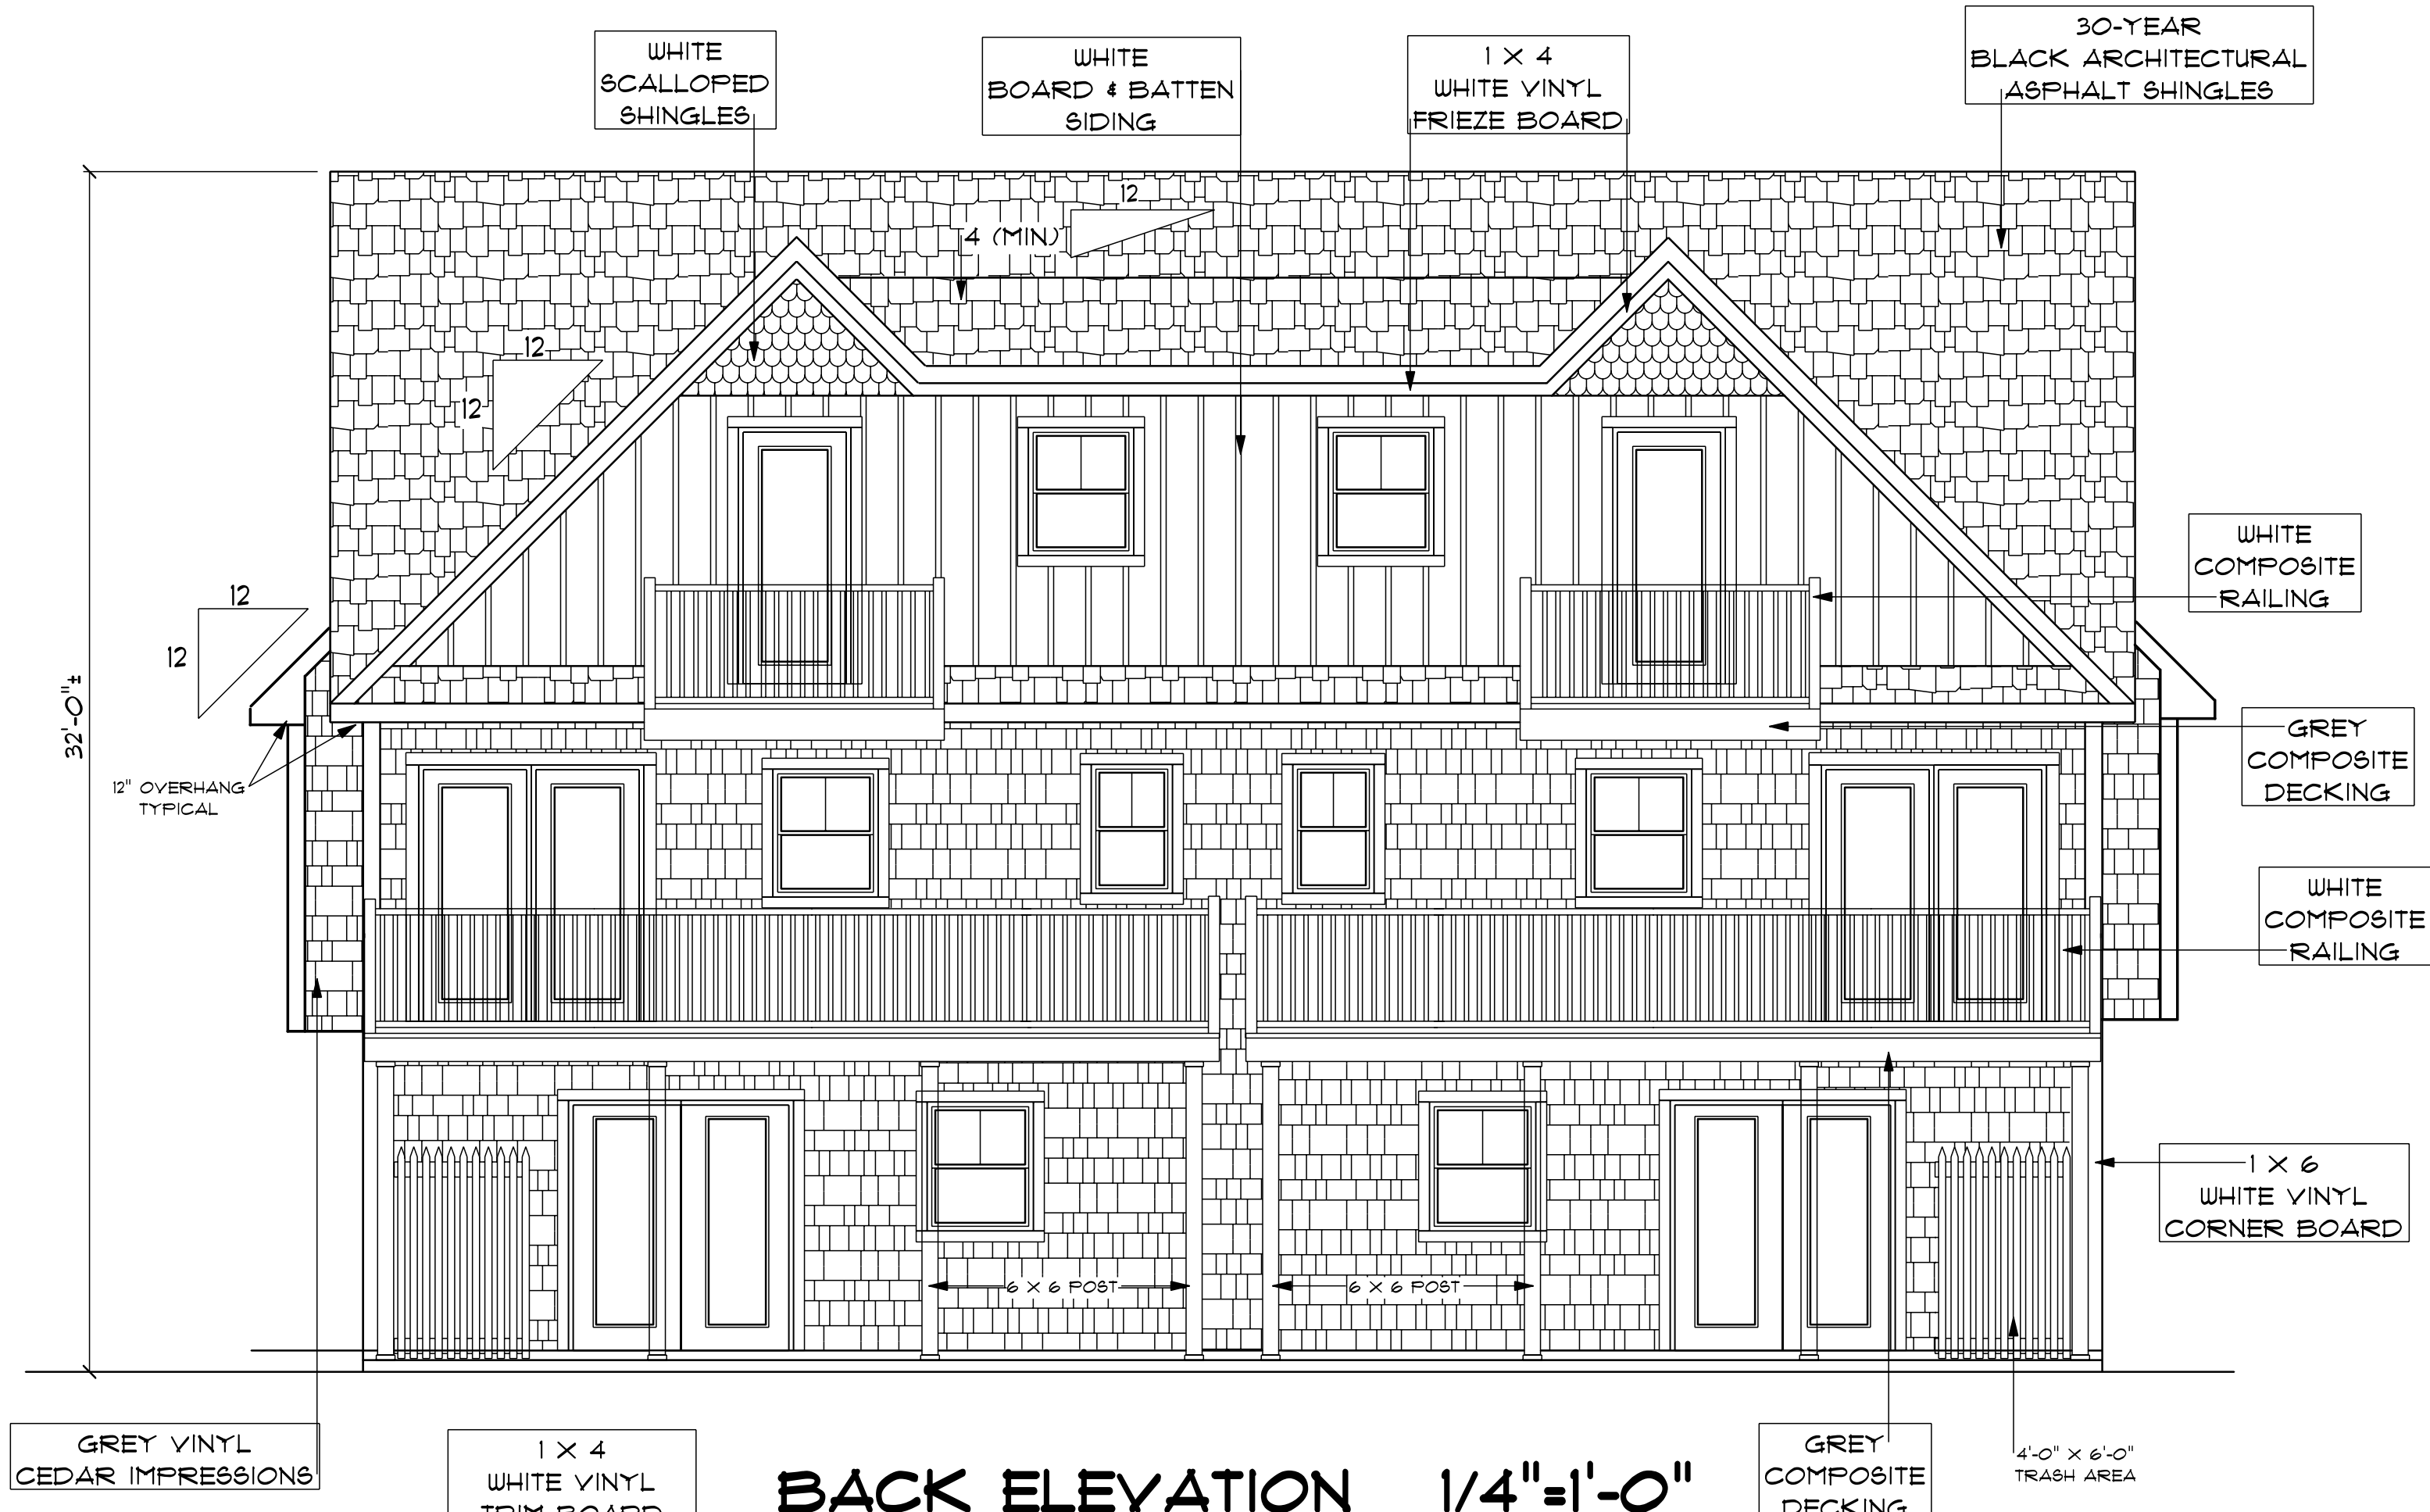 WHITE
SCALLOPED
SHINGLES
WHITE
BOARD & BATTEN
SIDING
1 X 4
WHITE VINYL
FRIEZE BOARD
30-YEAR
BLACK ARCHITECTURAL
ASPHALT SHINGLES
12
4 (MIN)
12
12
WHITE
COMPOSITE
RAILING
12
12
32'-0"±
12" OVERHANG
TYPICAL
GREY
COMPOSITE
DECKING
WHITE
COMPOSITE
RAILING
1 X 6
WHITE VINYL
CORNER BOARD
6 X 6 POST
6 X 6 POST
GREY VINYL
CEDAR IMPRESSIONS
1 X 4
WHITE VINYL
TRIM BOARD
BACK ELEVATION 1/4"=1'-0"
GREY
COMPOSITE
DECKING
4'-0" X 6'-0"
TRASH AREA